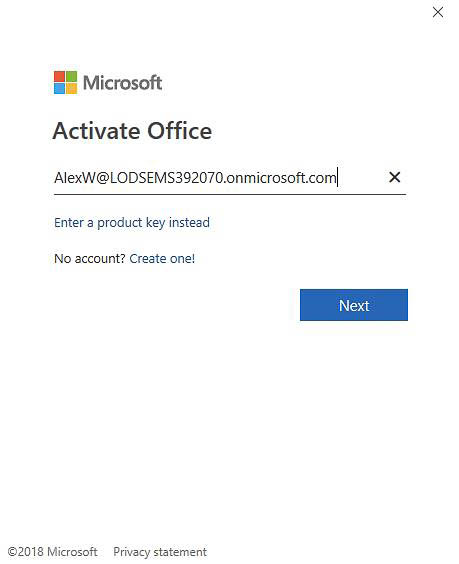 Microsoft
Activate Office
AlexW@LODSEMS392070.onmicrosoft.com
Enter a product key instead
No account? Create one!
Next
©2018 Microsoft Privacy statement